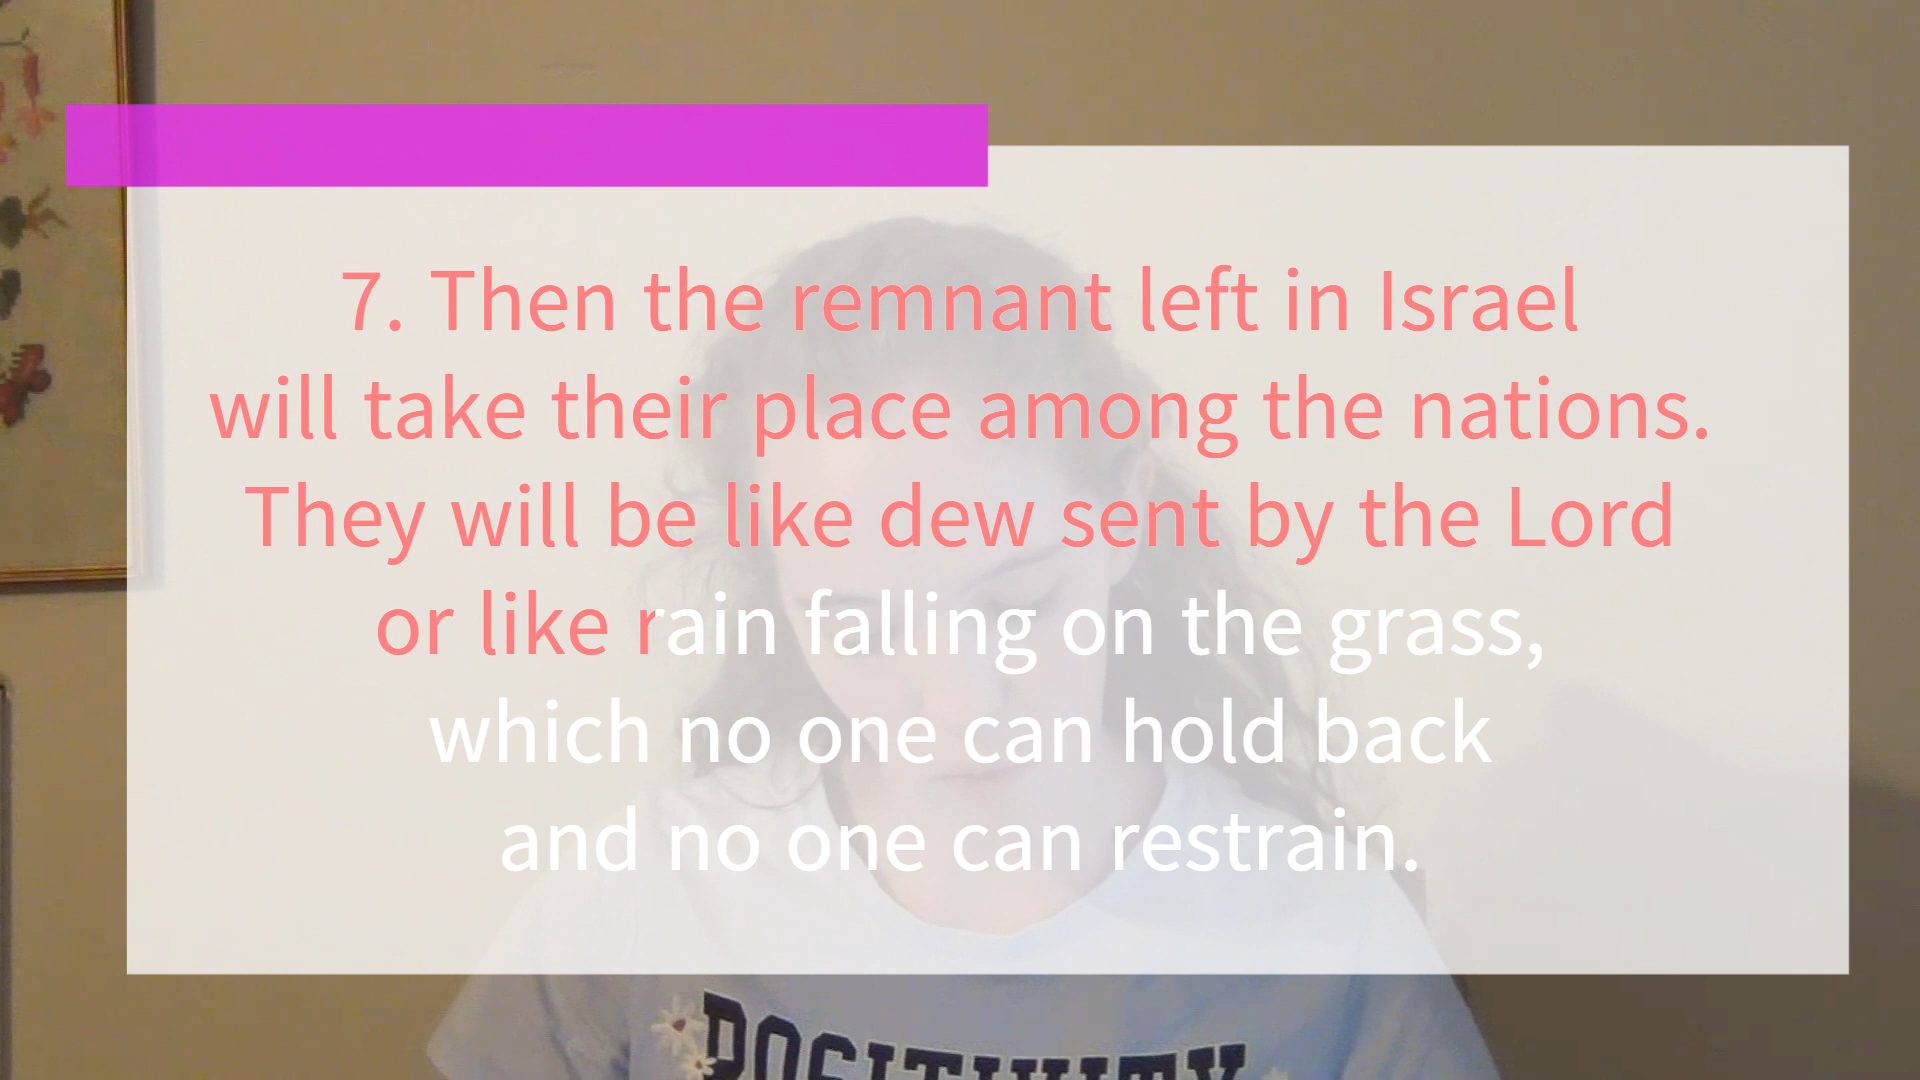 7. Then the remnant left in Israel
will take their place among the nations.
They will be like dew sent by the Lord
or like rain falling on the grass,
which no one can hold back
and no one can restrain.
POSITIVITY